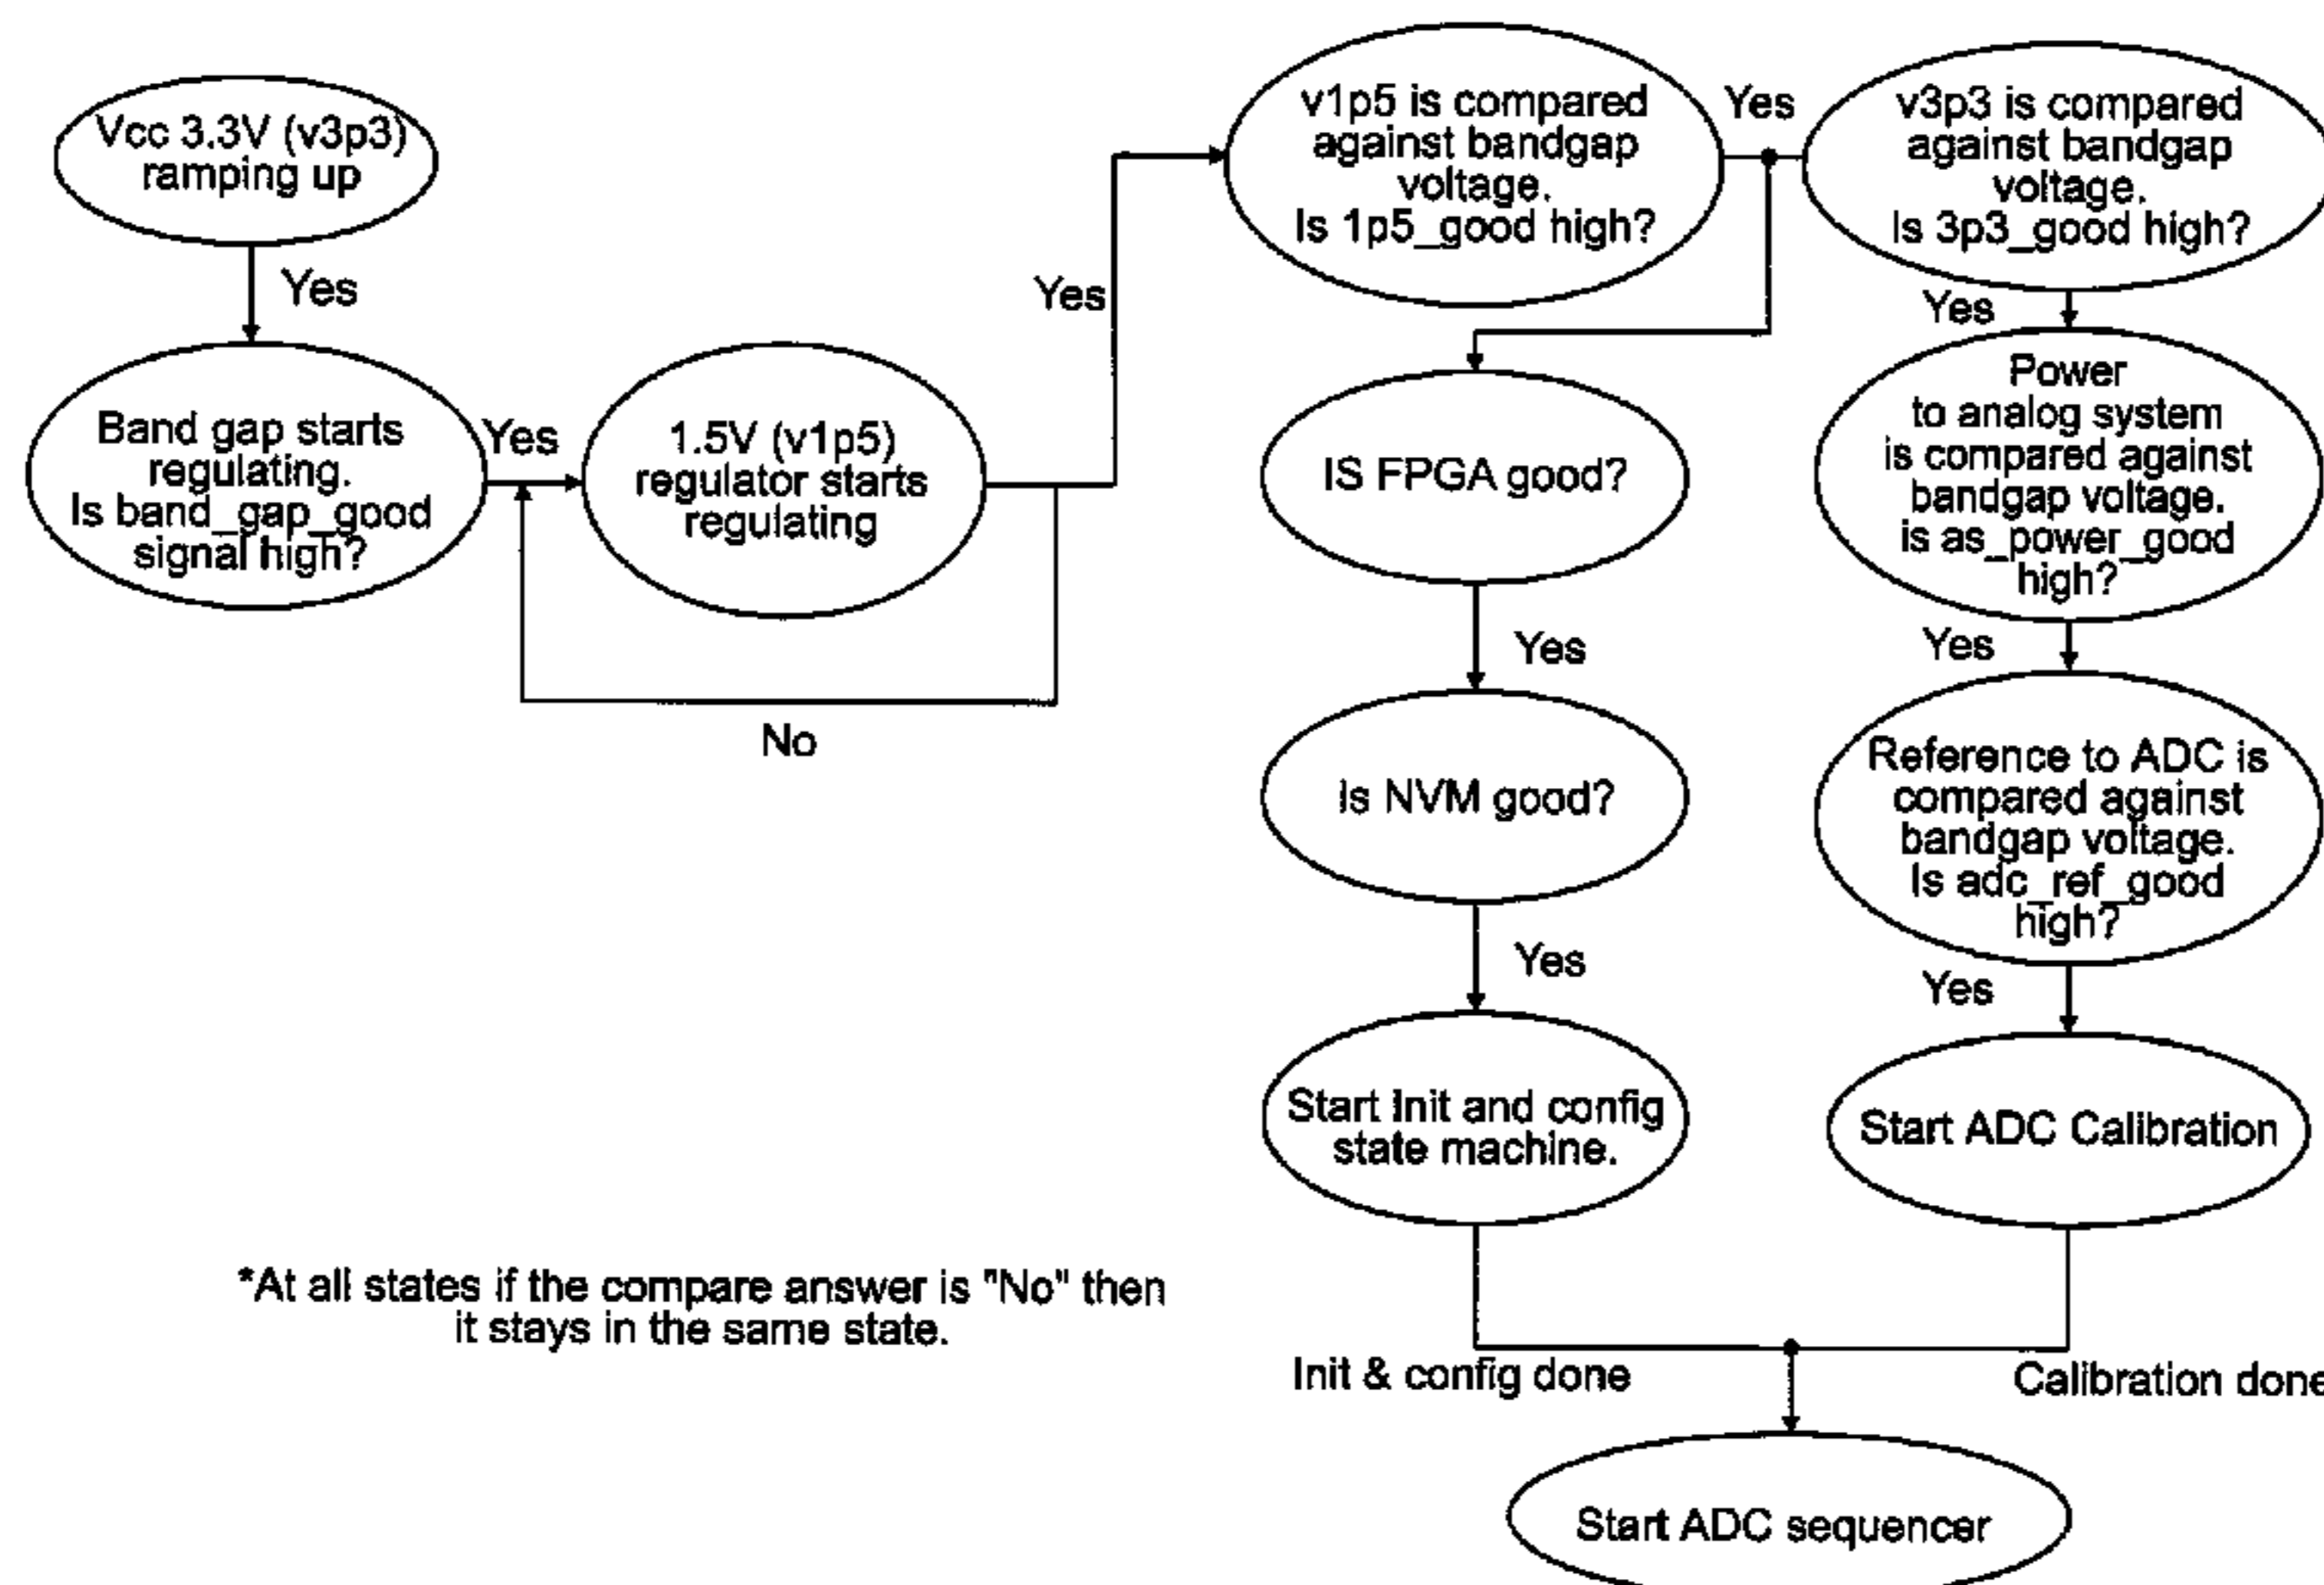 Vcc 3.3V (v3p3)
ramping up
Yes
Band gap starts
regulating.
Is band_gap_good
signal high?
Yes
1.5V (v1p5)
regulator starts
regulating
No
Yes
v1p5 is compared
against bandgap
voltage.
Is 1p5_good high?
Yes
v3p3 is compared
against bandgap
voltage.
Is 3p3_good high?
IS FPGA good?
Yes
Is NVM good?
Yes
Start Init and config
state machine.
Yes
Power
to analog system
is compared against
bandgap voltage.
is as_power_good
high?
Yes
Reference to ADC is
compared against
bandgap voltage.
Is adc_ref_good
high?
Yes
Start ADC Calibration
Init & config done
Calibration done
Start ADC sequencer
*At all states if the compare answer is "No" then
it stays in the same state.